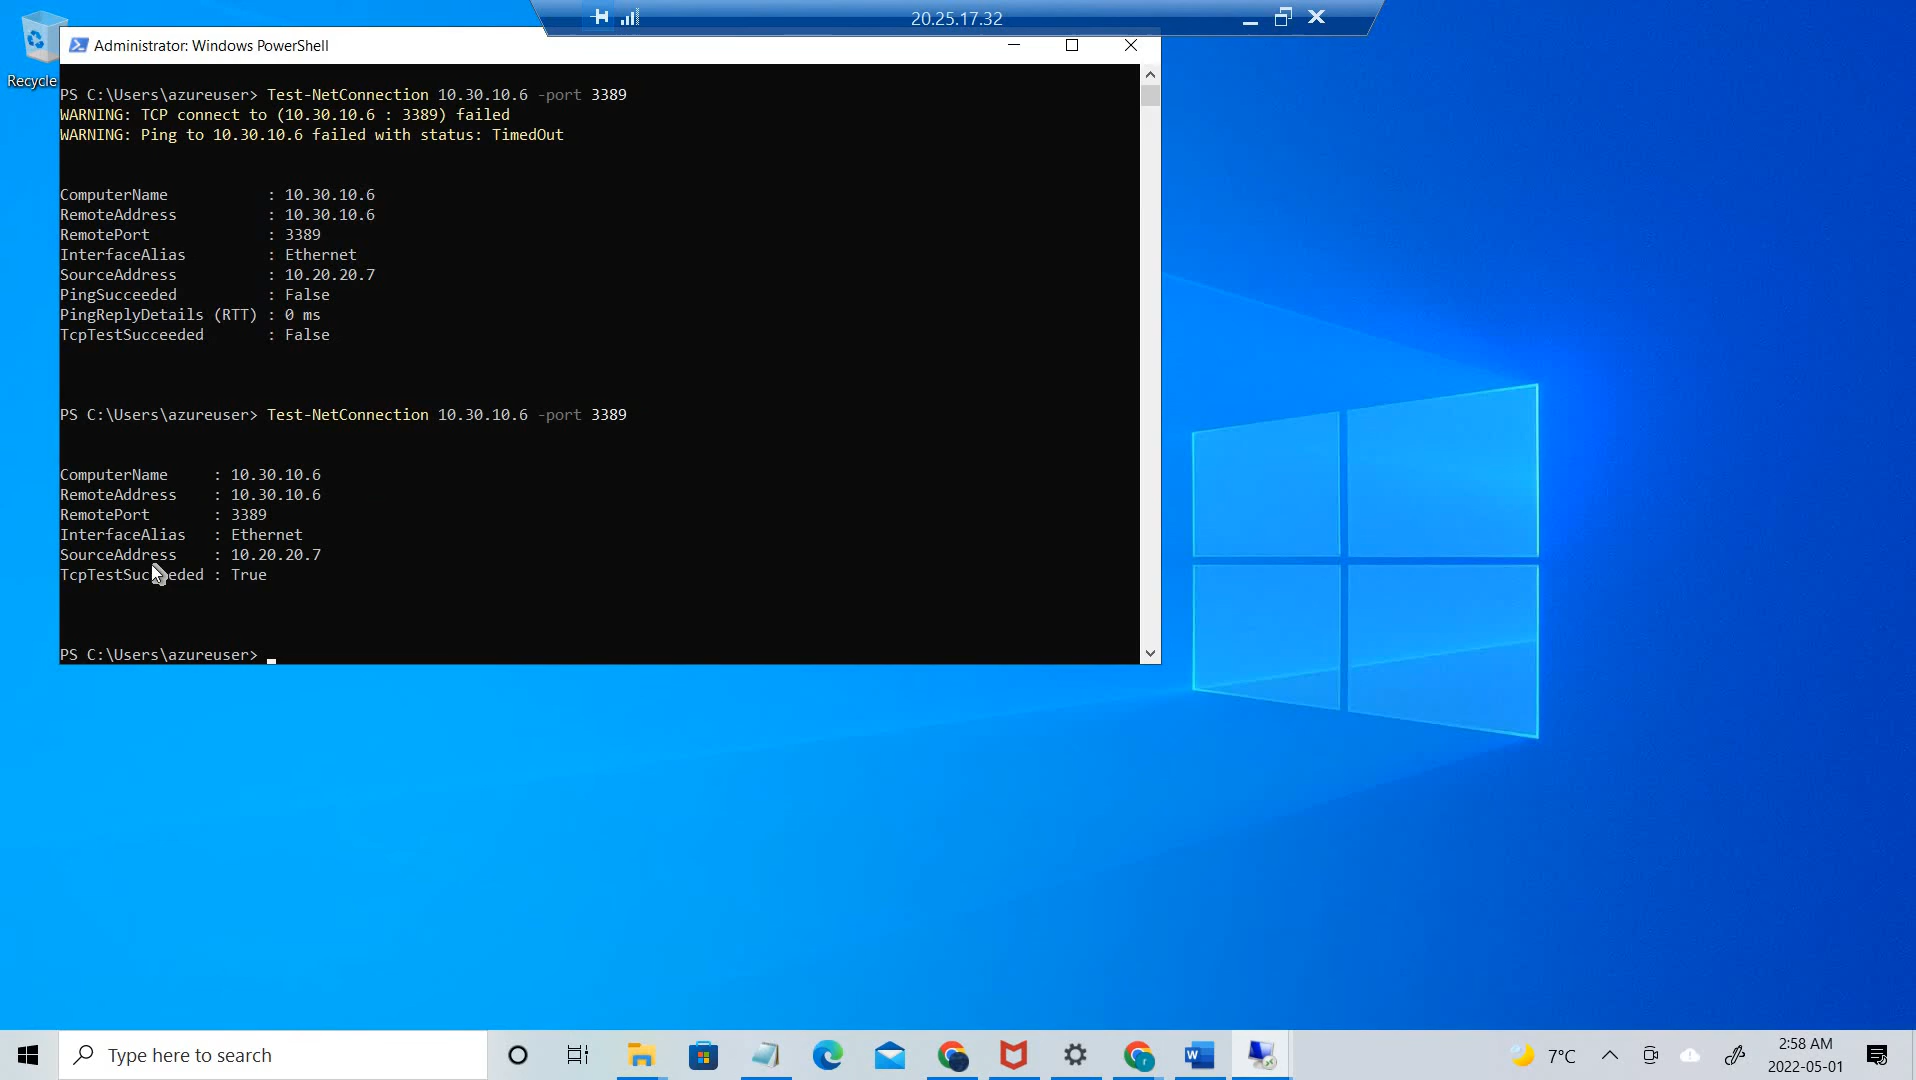 20.25.17.32
Recycle
Administrator: Windows PowerShell
PS C:\Users\azureuser> Test-NetConnection 10.30.10.6 -port 3389
WARNING: TCP connect to (10.30.10.6 : 3389) failed
WARNING: Ping to 10.30.10.6 failed with status: TimedOut
ComputerName : 10.30.10.6
RemoteAddress : 10.30.10.6
RemotePort : 3389
InterfaceAlias : Ethernet
SourceAddress : 10.20.20.7
PingSucceeded : False
PingReplyDetails (RTT) : 0 ms
TcpTestSucceeded : False
PS C:\Users\azureuser> Test-NetConnection 10.30.10.6 -port 3389
ComputerName : 10.30.10.6
RemoteAddress : 10.30.10.6
RemotePort : 3389
InterfaceAlias : Ethernet
SourceAddress : 10.20.20.7
TcpTestSucceeded : True
PS C:\Users\azureuser>
Type here to search
7°C
2:58 AM
2022-05-01